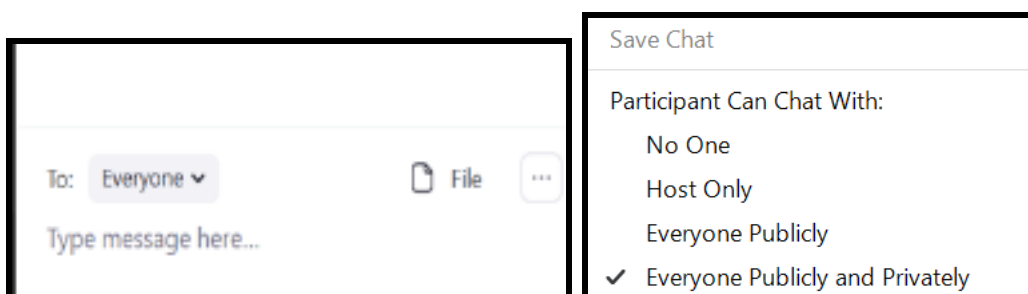 To: Everyone File ...
Type message here...
Save Chat
Participant Can Chat With:
No One
Host Only
Everyone Publicly
Everyone Publicly and Privately